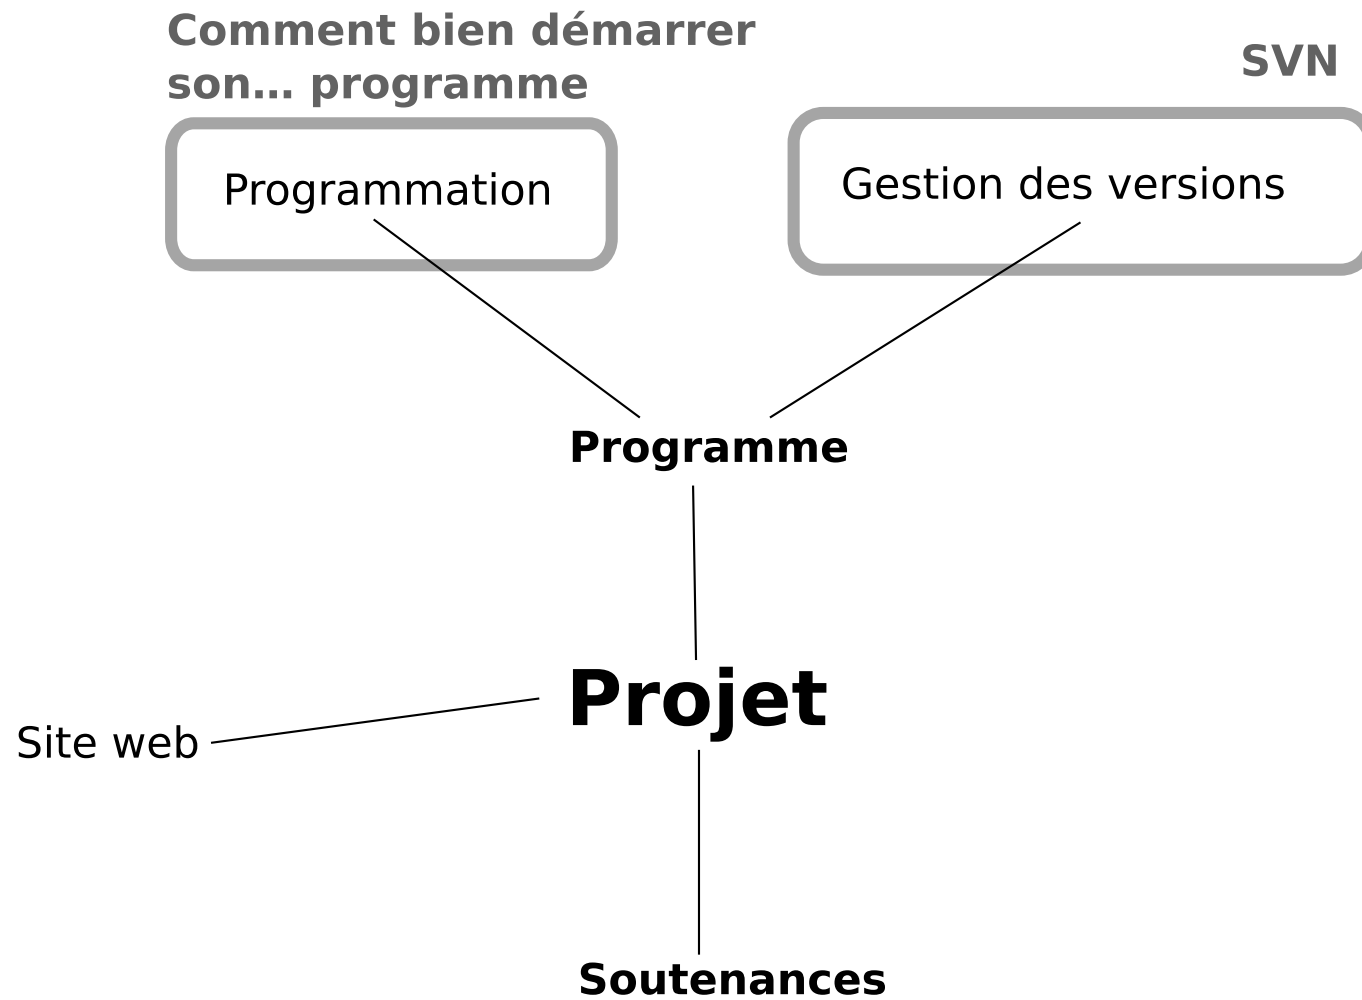 Comment bien démarrer
son… programme
SVN
Programmation
Gestion des versions
Programme
Projet
Site web
Soutenances